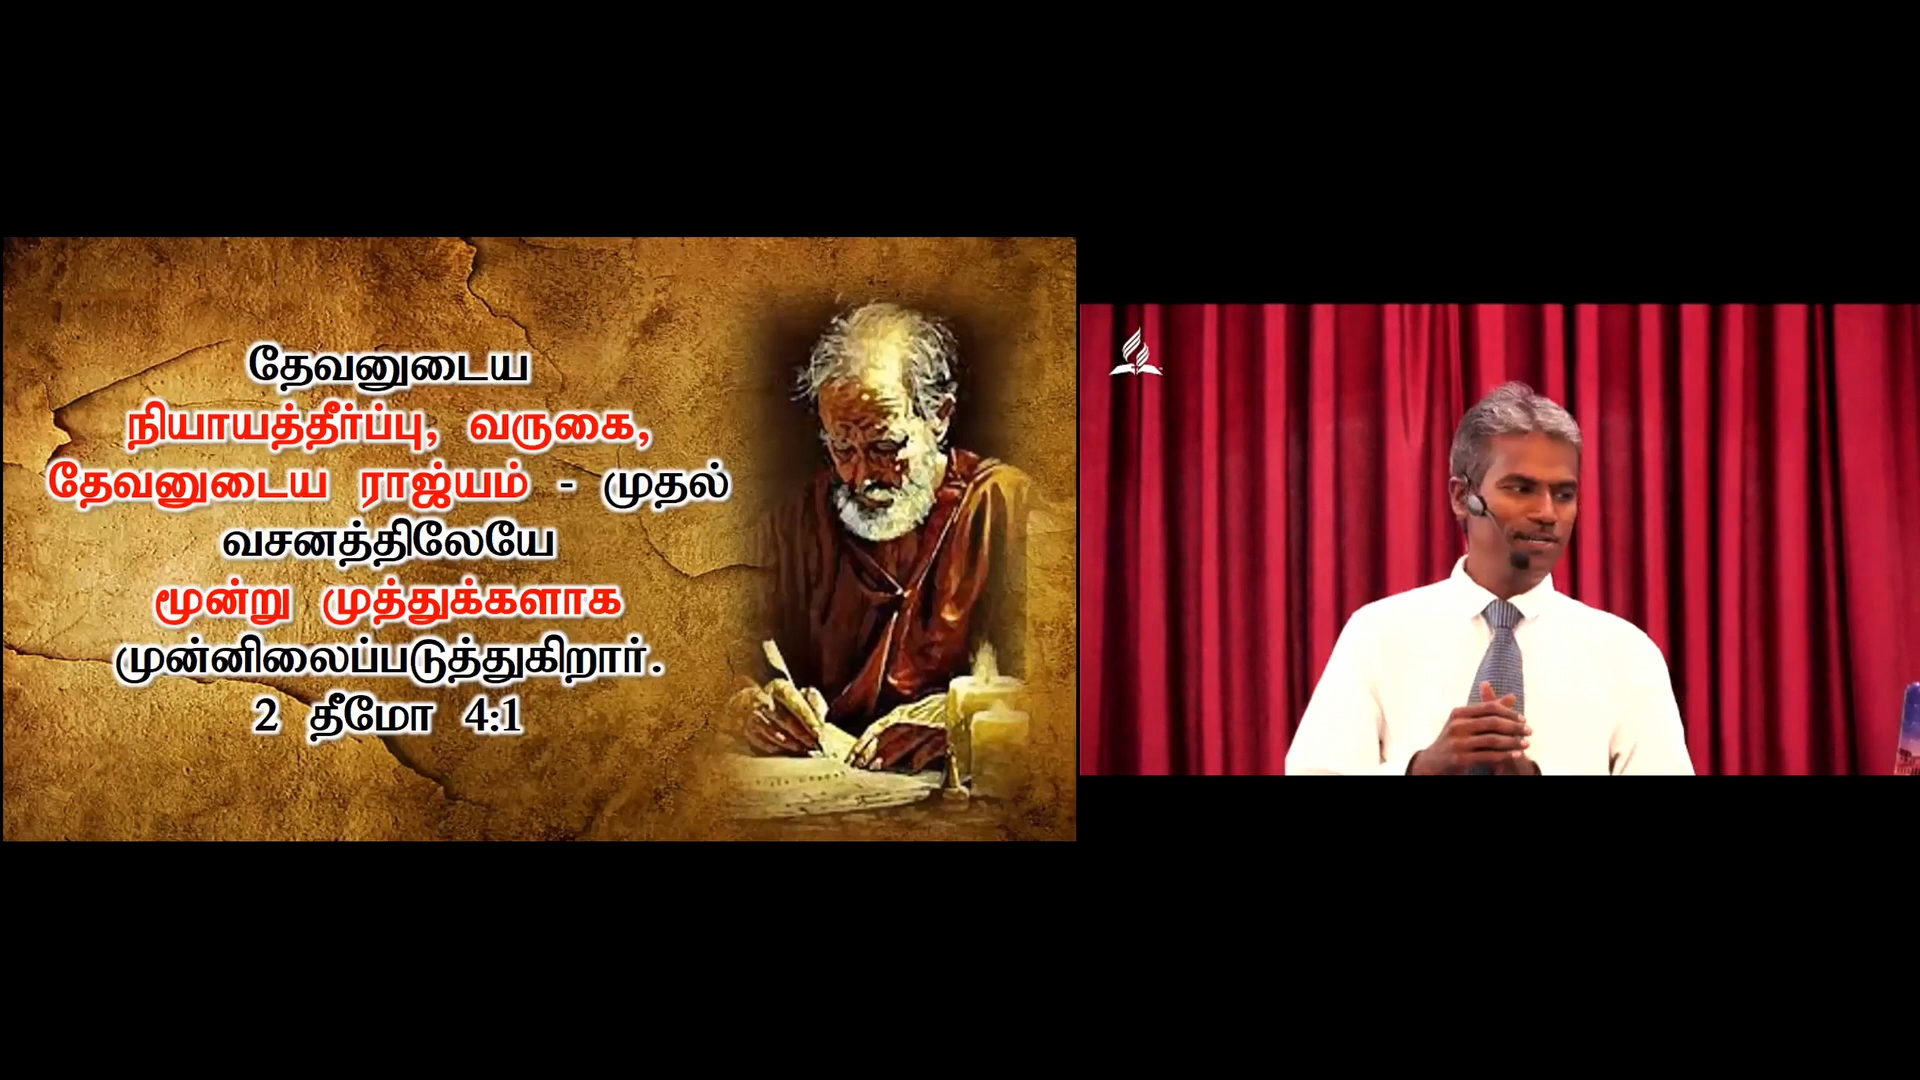 தேவனுடைய
நியாயத்தீர்ப்பு, வருகை,
தேவனுடைய ராஜ்யம் - முதல்
வசனத்திலேயே
மூன்று முத்துக்களாக
முன்னிலைப்படுத்துகிறார்.
2 தீமோ 4:1